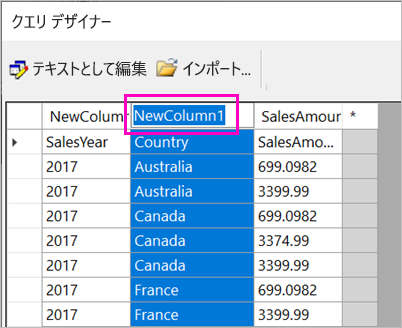 クエリ デザイナー
テキストとして編集 インポート...
NewColumn NewColumn1 SalesAmour *
SalesYear Country SalesAmo...
2017 Australia 699.0982
2017 Australia 3399.99
2017 Canada 699.0982
2017 Canada 3374.99
2017 Canada 3399.99
2017 France 699.0982
2017 France 3399.99